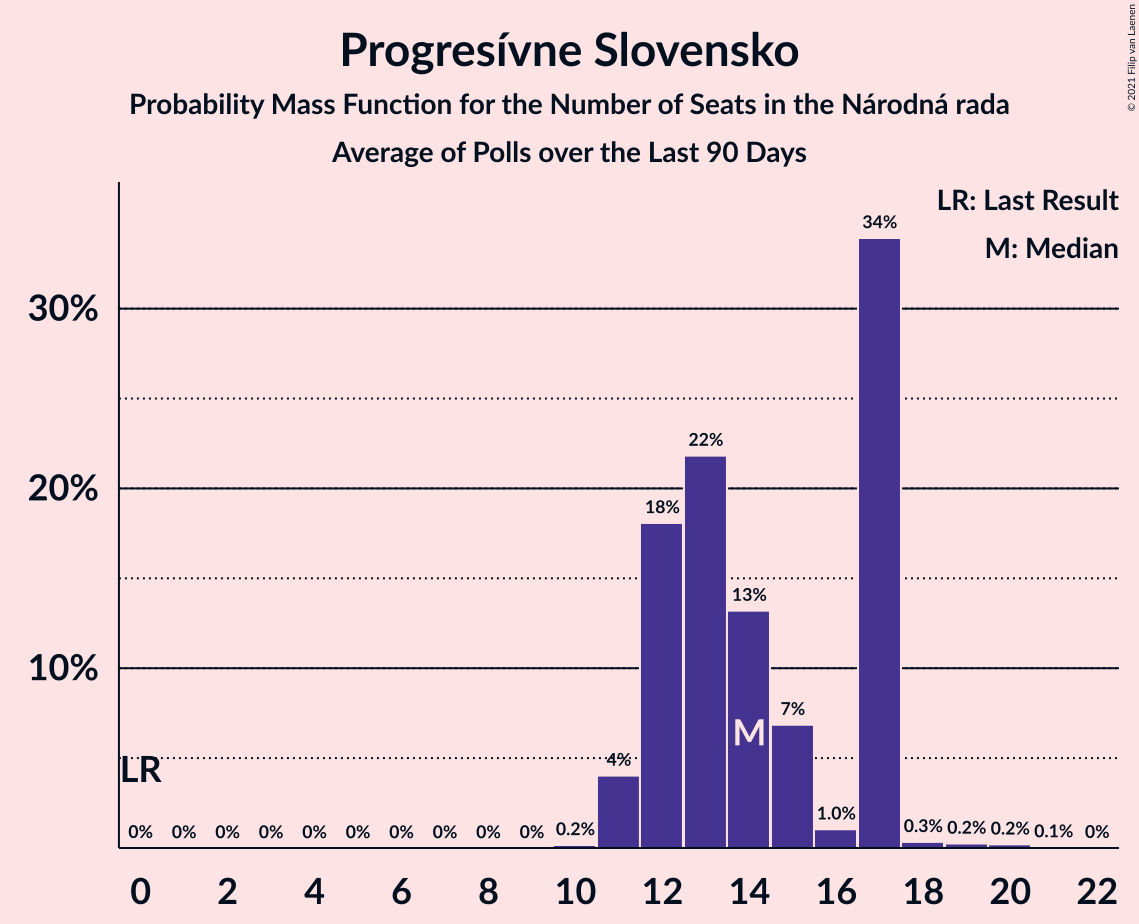 Progresívne Slovensko
Probability Mass Function for the Number of Seats in the Národná rada
Average of Polls over the Last 90 Days
© 2021 Filip van Laenen
LR: Last Result
M: Median
34%
30%
22%
20%
18%
13%
10%
7%
M
4%
LR
0% 0% 0% 0% 0% 0% 0% 0% 0% 0% 0.2% 1.0% 0.3% 0.2% 0.2% 0.1% 0%
0 2 4 6 8 10 12 14 16 18 20 22